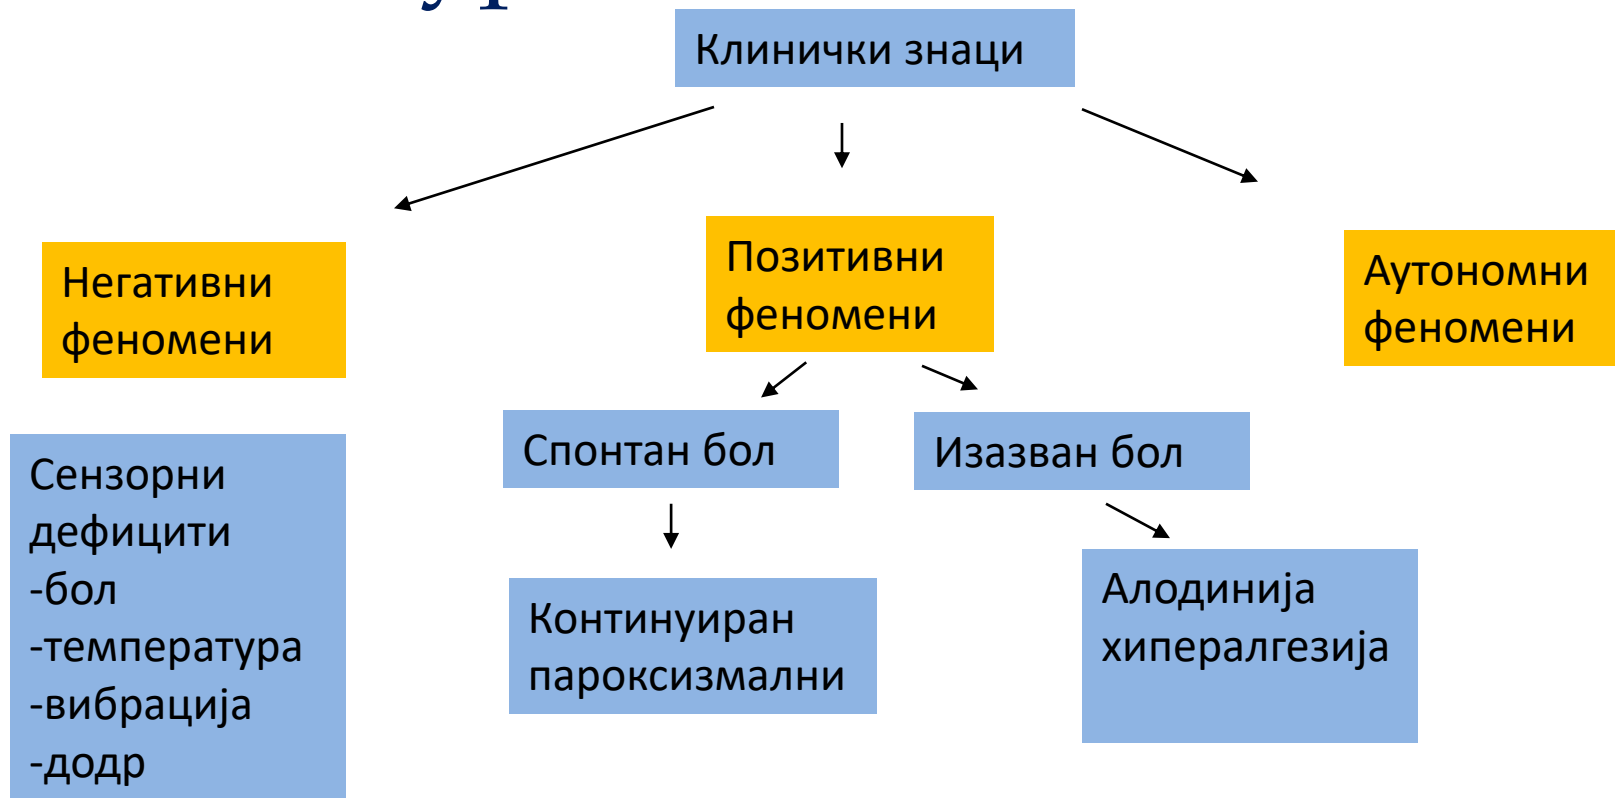 Клинички знаци
Негативни
феномени
Позитивни
феномени
Аутономни
феномени
Сензорни
дефицити
-бол
-температура
-вибрација
-додр
Спонтан бол
Изазван бол
Континуиран
пароксизмални
Алодинија
хипералгезија